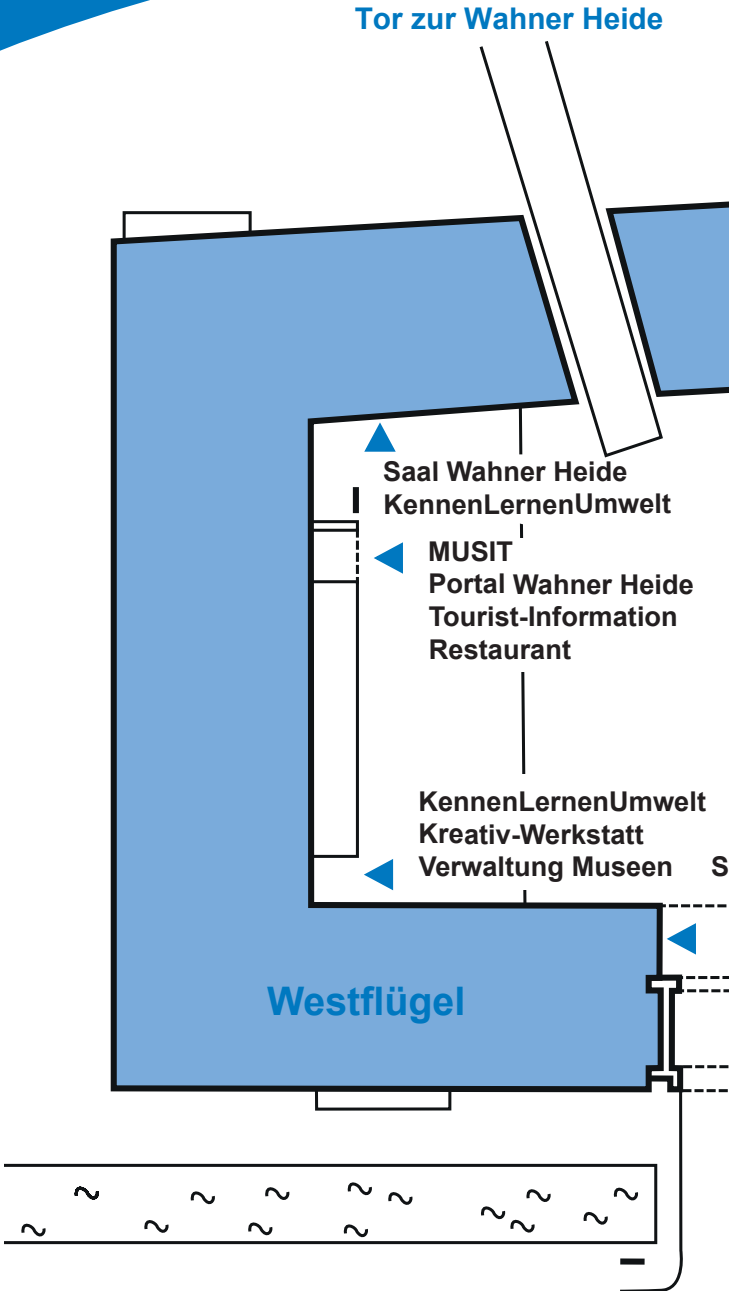 Tor zur Wahner Heide
Saal Wahner Heide
KennenLernenUmwelt
MUSIT
Portal Wahner Heide
Tourist-Information
Restaurant
KennenLernenUmwelt
Kreativ-Werkstatt
Verwaltung Museen
S
Westflügel